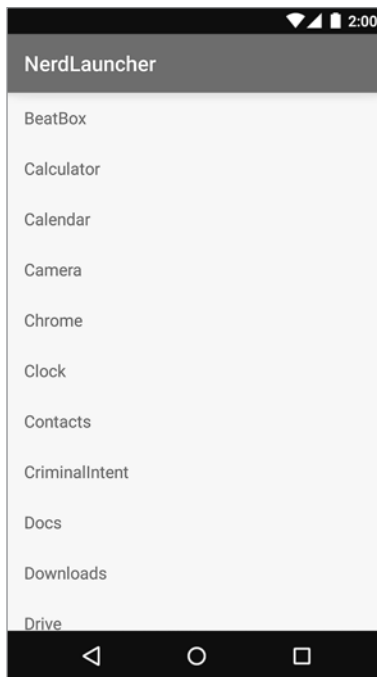 2:00
NerdLauncher
BeatBox
Calculator
Calendar
Camera
Chrome
Clock
Contacts
CriminalIntent
Docs
Downloads
Drive